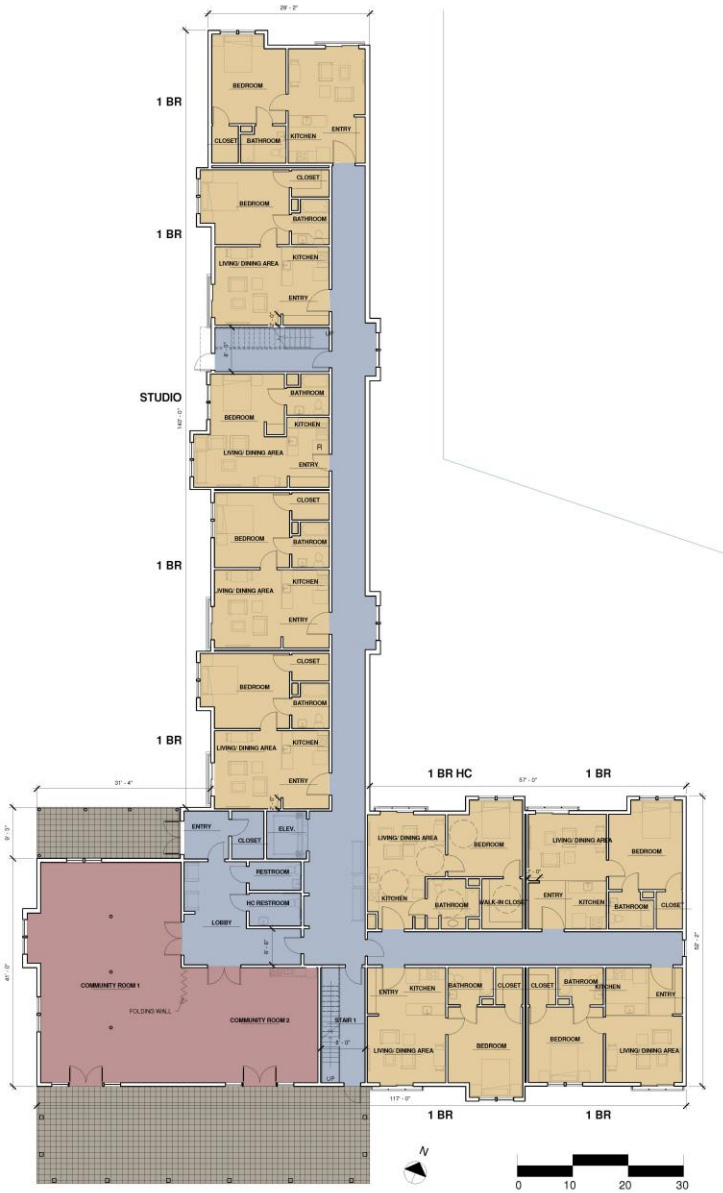 29' - 2"
BEDROOM
1 BR
ENTRY
KITCHEN
CLOSET
BATHROOM
CLOSET
BEDROOM
BATHROOM
1 BR
LIVING/ DINING AREA
KITCHEN
ENTRY
UP
8' - 0"
STUDIO
BATHROOM
BEDROOM
KITCHEN
LIVING/ DINING AREA
ENTRY
CLOSET
BEDROOM
BATHROOM
1 BR
LIVING/ DINING AREA
KITCHEN
ENTRY
CLOSET
BEDROOM
BATHROOM
1 BR
LIVING/ DINING AREA
KITCHEN
ENTRY
31' - 4"
1 BR HC
1 BR
57' - 0"
ENTRY
CLOSET
ELEV.
LIVING/ DINING AREA
BEDROOM
LIVING/ DINING AREA
BEDROOM
RESTROOM
HC RESTROOM
LOBBY
KITCHEN
BATHROOM
WALK-IN CLOSET
ENTRY
KITCHEN
BATHROOM
CLOSET
52' - 2"
COMMUNITY ROOM 1
FOLDING WALL
COMMUNITY ROOM 2
STAIR 1
8' - 0"
UP
ENTRY
KITCHEN
BATHROOM
CLOSET
CLOSET
BATHROOM
KITCHEN
ENTRY
LIVING/ DINING AREA
BEDROOM
BEDROOM
LIVING/ DINING AREA
117' - 0"
1 BR
1 BR
N
0 10 20 30